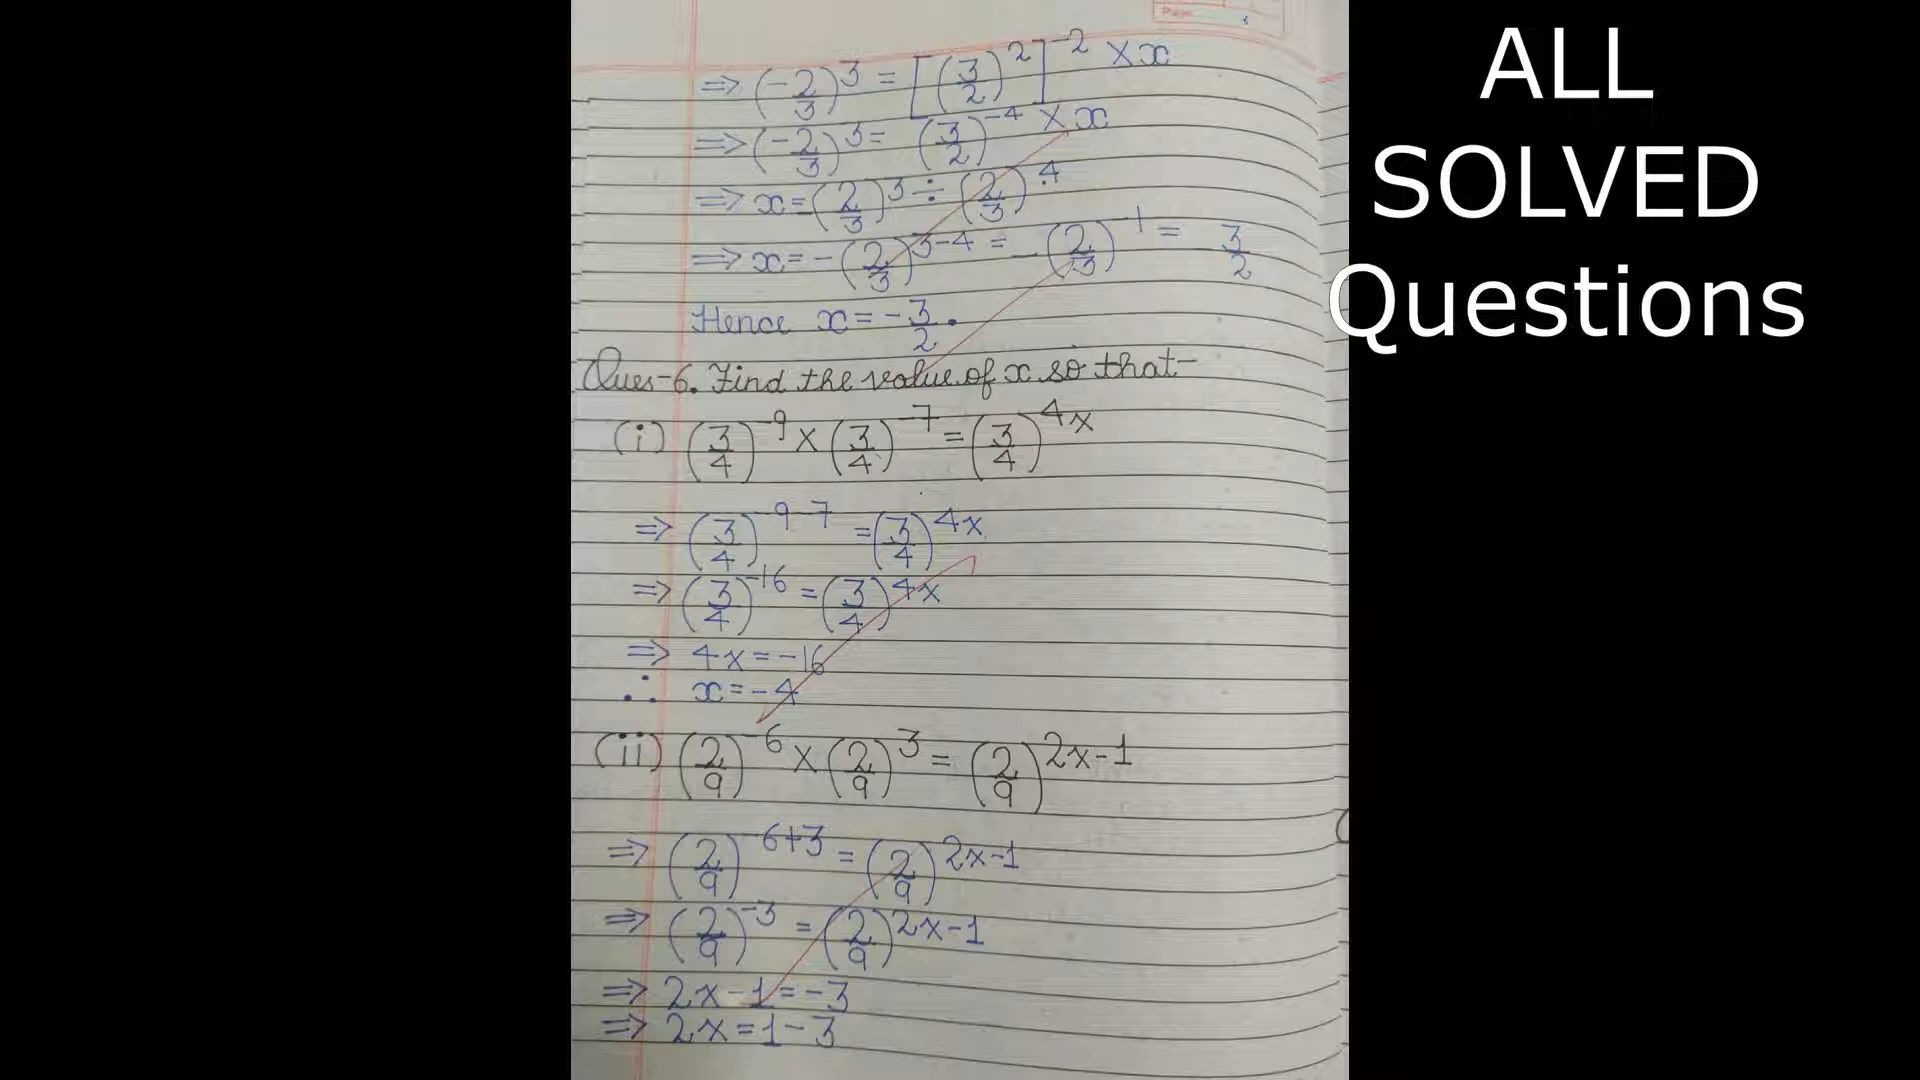 ⇒ (-2/3)^3 = [(3/2)^2]^-2 × x
⇒ (-2/3)^3 = (3/2)^-4 × x
⇒ x = (2/3)^3 ÷ (2/3)^4
⇒ x = -(2/3)^3-4 = -(2/3)^-1 = 3/2
Hence x = -3/2.
Ques-6. Find the value of x so that-
(i) (3/4)^-9 × (3/4)^-7 = (3/4)^4x
⇒ (3/4)^-9-7 = (3/4)^4x
⇒ (3/4)^-16 = (3/4)^4x
⇒ 4x = -16
∴ x = -4
(ii) (2/9)^-6 × (2/9)^3 = (2/9)^2x-1
⇒ (2/9)^-6+3 = (2/9)^2x-1
⇒ (2/9)^-3 = (2/9)^2x-1
⇒ 2x-1 = -3
⇒ 2x = 1-3
ALL
SOLVED
Questions